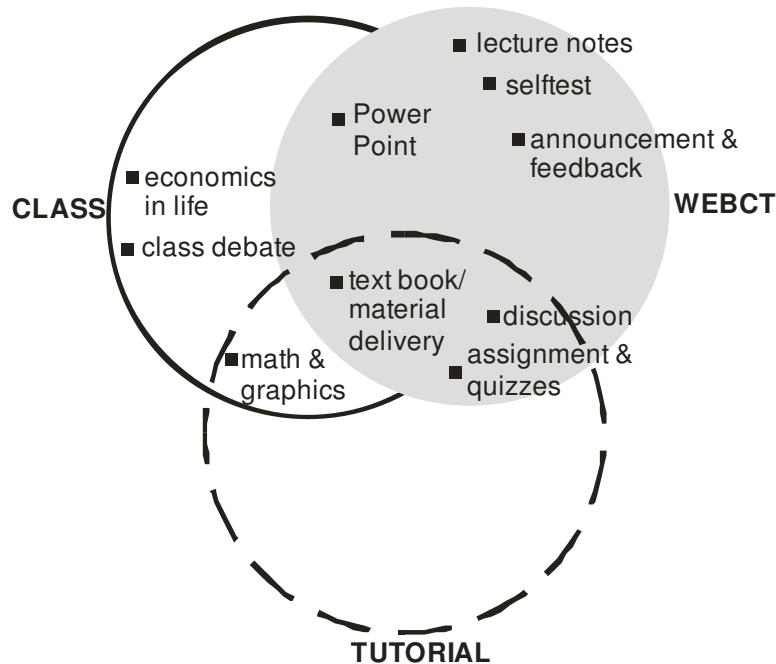 lecture notes
selftest
Power
Point
announcement &
feedback
economics
in life
CLASS
WEBCT
class debate
text book/
material
delivery
discussion
math &
graphics
assignment &
quizzes
TUTORIAL